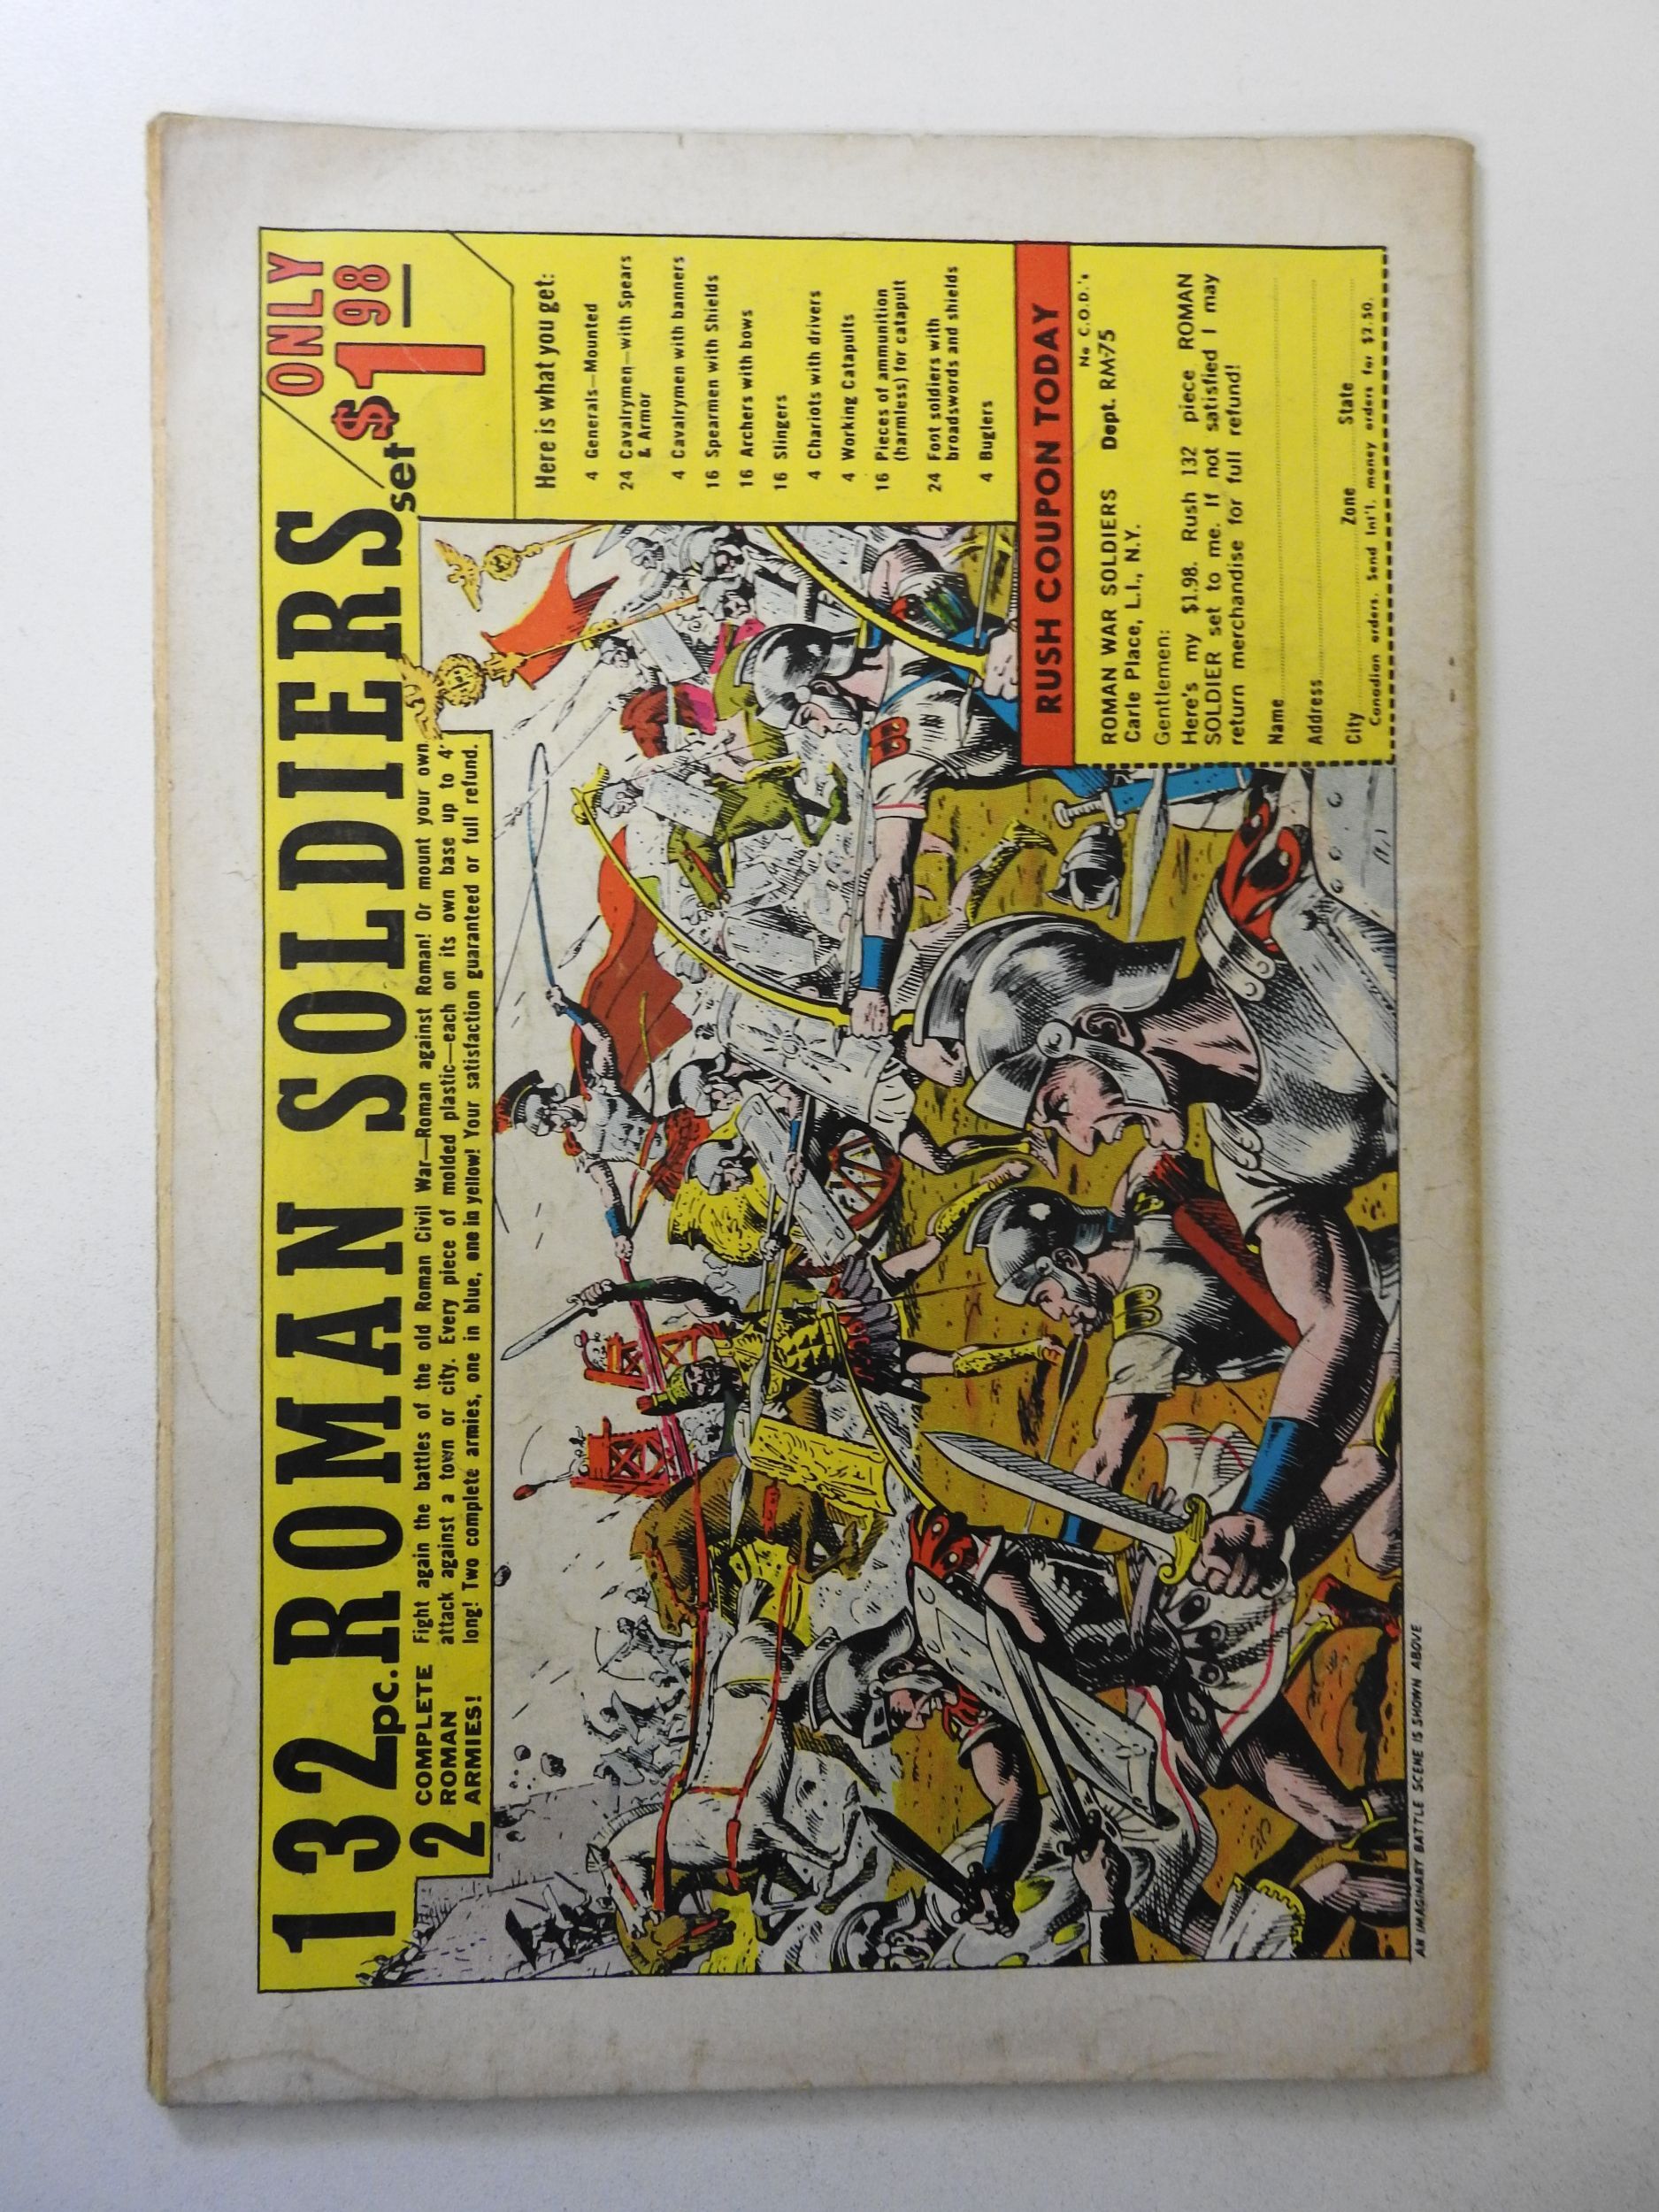 132 pc. ROMAN SOLDIERS set
ONLY
$1 98
2 COMPLETE
ROMAN
ARMIES!
Fight again the battles of the old Roman Civil War—Roman against Roman! Or mount your own
attack against a town or city. Every piece of molded plastic—each on its own base up to 4"
long! Two complete armies, one in blue, one in yellow! Your satisfaction guaranteed or full refund.
Here is what you get:
4 Generals—Mounted
24 Cavalrymen—with Spears
& Armor
4 Cavalrymen with banners
16 Spearmen with Shields
16 Archers with bows
16 Slingers
4 Chariots with drivers
4 Working Catapults
16 Pieces of ammunition
(harmless) for catapult
24 Foot soldiers with
broadswords and shields
4 Buglers
RUSH COUPON TODAY
No C.O.D.'s
ROMAN WAR SOLDIERS Dept. RM-75
Carle Place, L.I., N.Y.
Gentlemen:
Here's my $1.98. Rush 132 piece ROMAN
SOLDIER set to me. If not satisfied I may
return merchandise for full refund!
Name
Address
City Zone State
Canadian orders. Send Int'l. money orders for $2.50.
AN IMAGINARY BATTLE SCENE IS SHOWN ABOVE